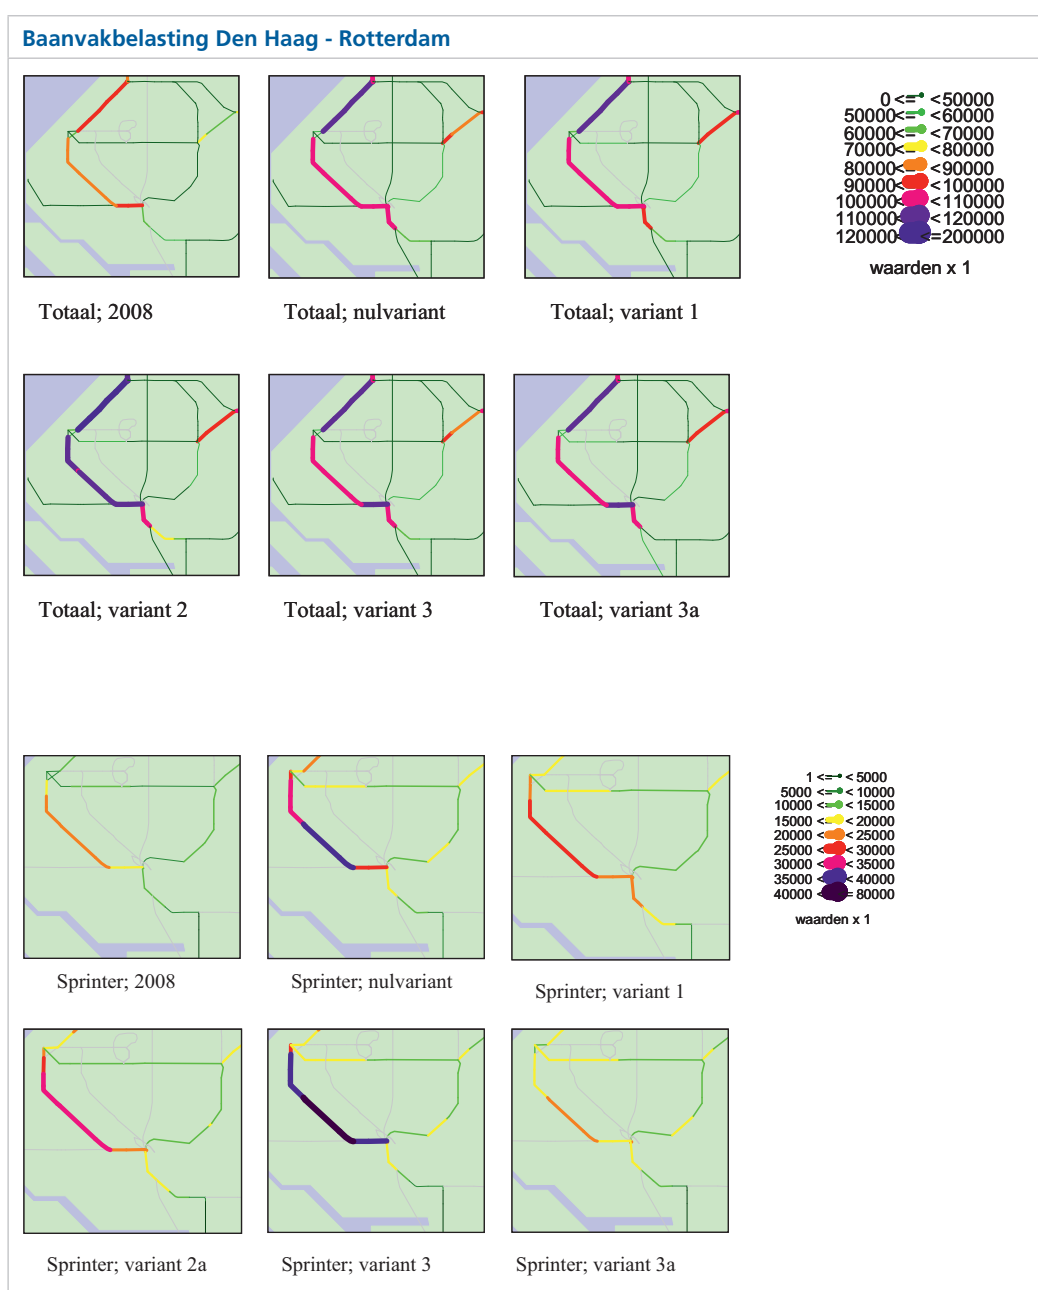 Baanvakbelasting Den Haag - Rotterdam
0 <= <50000
50000<= <60000
60000<= <70000
70000<= <80000
80000<= <90000
90000< <100000
100000< <110000
110000< <120000
120000< <=200000
waarden x 1
Totaal; 2008
Totaal; nulvariant
Totaal; variant 1
Totaal; variant 2
Totaal; variant 3
Totaal; variant 3a
1 <= < 5000
5000 <= < 10000
10000 <= < 15000
15000 <= < 20000
20000 <= < 25000
25000 < < 30000
30000 < < 35000
35000 < < 40000
40000 < = 80000
waarden x 1
Sprinter; 2008
Sprinter; nulvariant
Sprinter; variant 1
Sprinter; variant 2a
Sprinter; variant 3
Sprinter; variant 3a